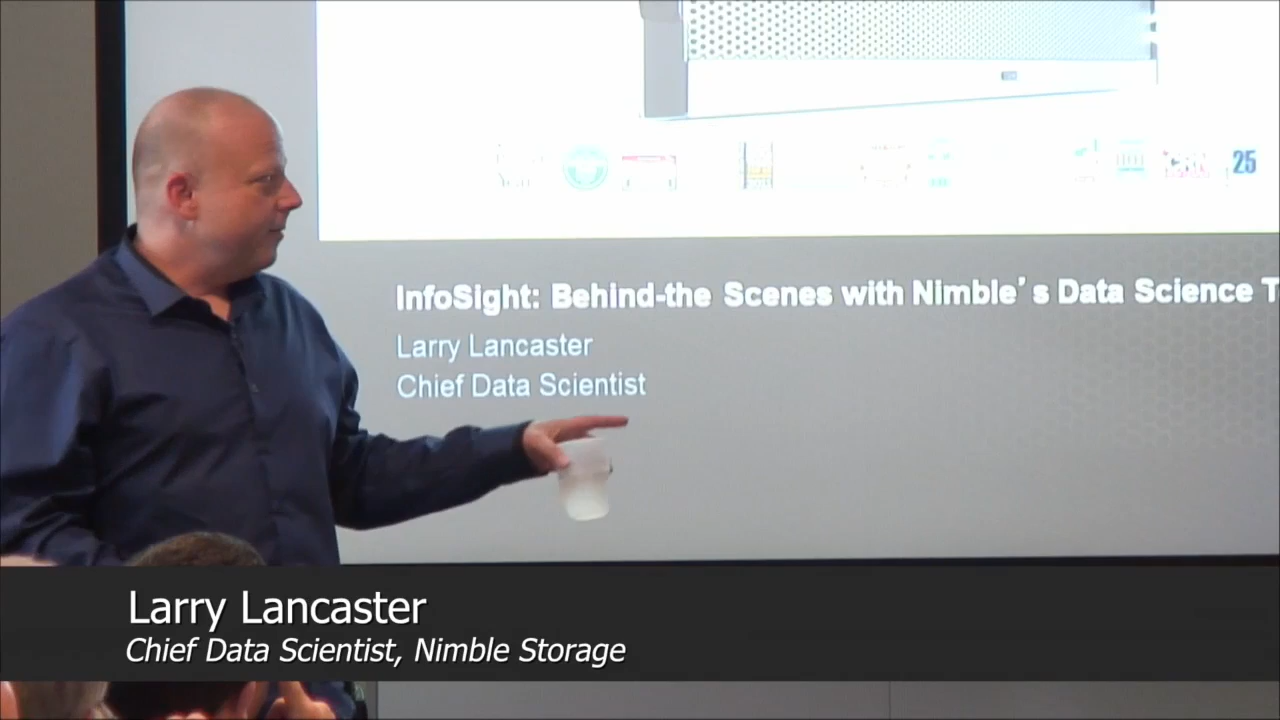 25
InfoSight: Behind-the Scenes with Nimble’s Data Science T
Larry Lancaster
Chief Data Scientist
Larry Lancaster
Chief Data Scientist, Nimble Storage